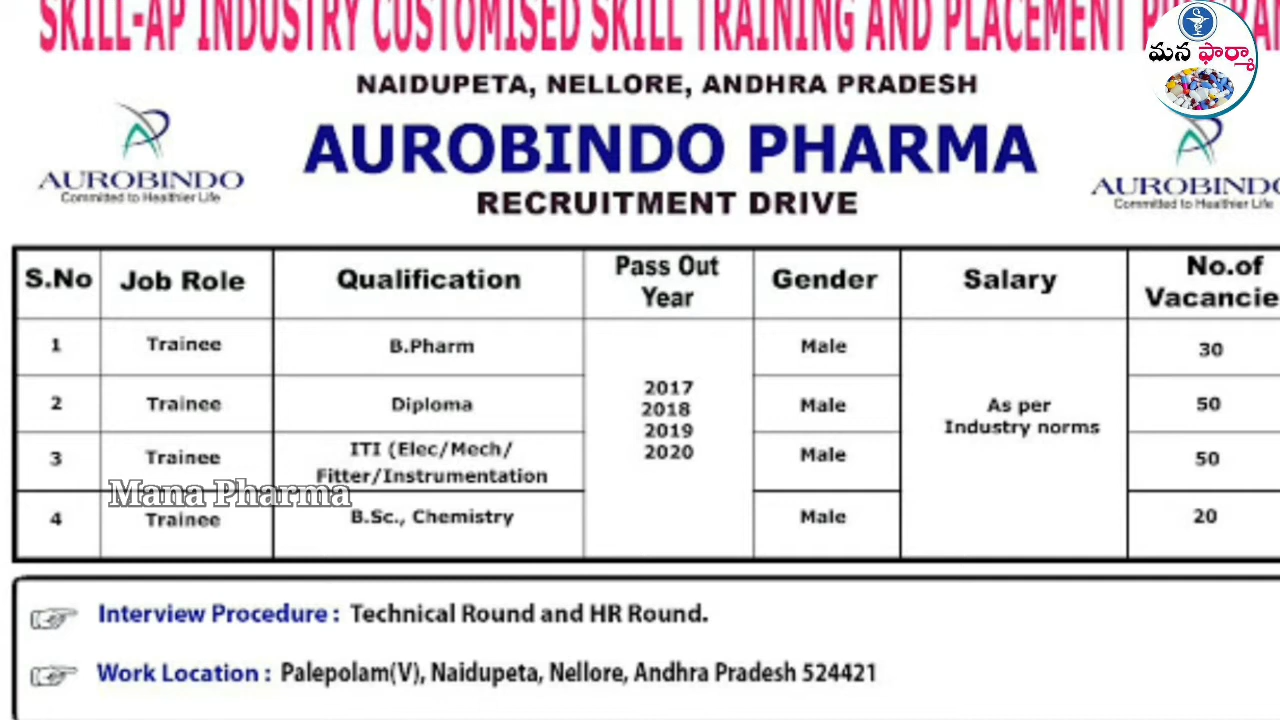 SKILL-AP INDUSTRY CUSTOMISED SKILL TRAINING AND PLACEMENT
మన ఫార్మా
NAIDUPETA, NELLORE, ANDHRA PRADESH
AUROBINDO PHARMA
RECRUITMENT DRIVE
AUROBINDO
Committed to Healthier Life
AUROBINDO
Committed to Healthier Life
S.No Job Role Qualification Pass Out Year Gender Salary No.of Vacancie
1 Trainee B.Pharm Male 30
2 Trainee Diploma Male 50
3 Trainee ITI (Elec/Mech/
Fitter/Instrumentation Male 50
4 Trainee B.Sc., Chemistry Male 20
2017
2018
2019
2020
As per
Industry norms
Mana Pharma
Interview Procedure : Technical Round and HR Round.
Work Location : Palepolam(V), Naidupeta, Nellore, Andhra Pradesh 524421